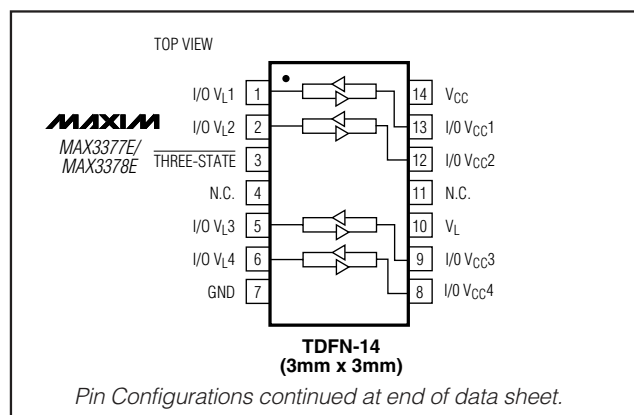 TOP VIEW
I/O VL1 1 14 VCC
MAXIM
MAX3377E/
MAX3378E
I/O VL2 2 13 I/O VCC1
THREE-STATE 3 12 I/O VCC2
N.C. 4 11 N.C.
I/O VL3 5 10 VL
I/O VL4 6 9 I/O VCC3
GND 7 8 I/O VCC4
TDFN-14
(3mm x 3mm)
Pin Configurations continued at end of data sheet.